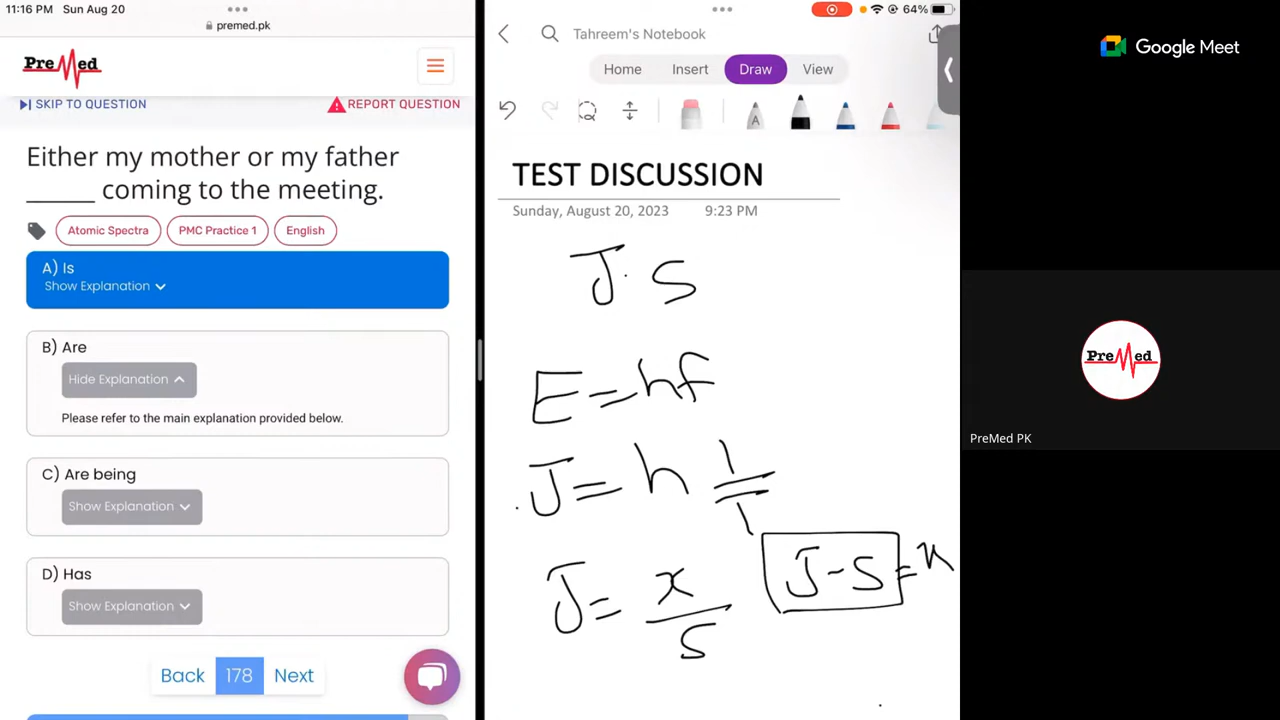 11:16 PM Sun Aug 20
64%
premed.pk
PreMed
SKIP TO QUESTION
REPORT QUESTION
Either my mother or my father
_____ coming to the meeting.
Atomic Spectra
PMC Practice 1
English
A) Is
Show Explanation
B) Are
Hide Explanation
Please refer to the main explanation provided below.
C) Are being
Show Explanation
D) Has
Show Explanation
Back 178 Next
Tahreem's Notebook
Home Insert Draw View
A
TEST DISCUSSION
Sunday, August 20, 2023 9:23 PM
J. S
E = hf
J = h
J = x/s
J-S = x
Google Meet
PreMed
PreMed PK